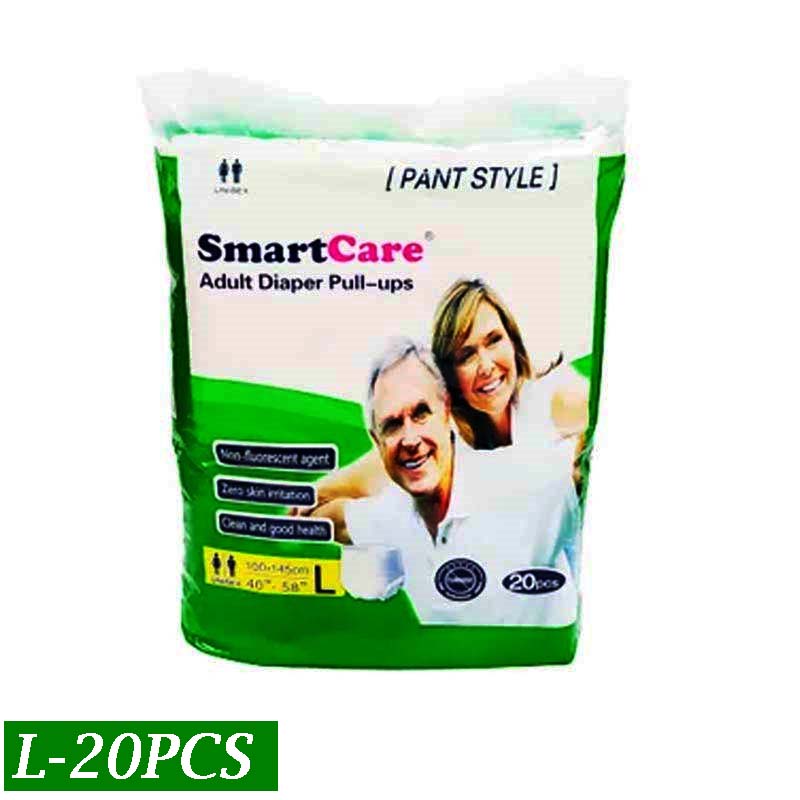 [ PANT STYLE ]
UNISEX
SmartCare®
Adult Diaper Pull-ups
Non-fluorescent agent
Zero skin irritation
Clean and good health
100-145cm
UNISEX 40"- 58" L
20pcs
L-20PCS